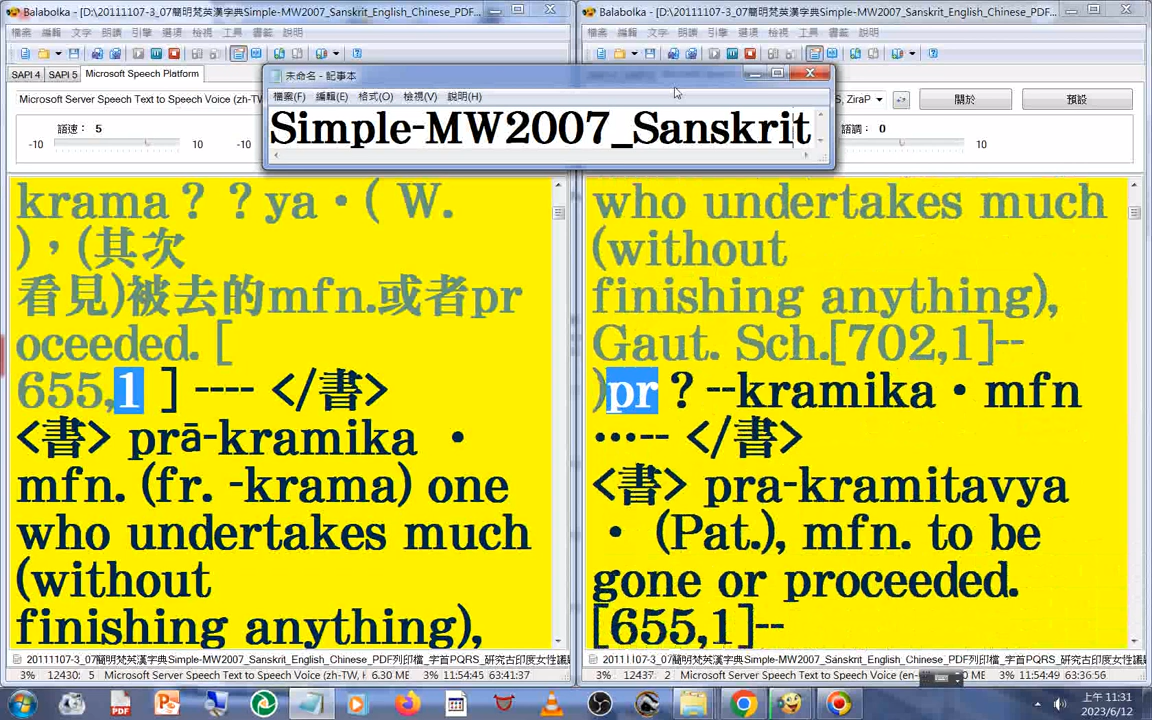 Balabolka - [D:\20111107-3_07簡明梵英漢字典Simple-MW2007_Sanskrit_English_Chinese_PDF...
檔案 編輯 文字 朗讀 引擎 選項 檢視 工具 書籤 說明
SAPI 4 SAPI 5 Microsoft Speech Platform
Microsoft Server Speech Text to Speech Voice (zh-TW, H
語速： 5
-10 10 -10
krama？？ya‧( W.
)，(其次
看見)被去的mfn.或者pr
oceeded. [
655,1 ] ---- </書>
<書> prā-kramika ‧
mfn. (fr. -krama) one
who undertakes much
(without
finishing anything),
20111107-3_07簡明梵英漢字典Simple-MW2007_Sanskrit_English_Chinese_PDF列印檔_字首PQRS_研究古印度女性議
3% 12430: 5 Microsoft Server Speech Text to Speech Voice (zh-TW, 6.30 MB 11:54:45 63:41:37
未命名 - 記事本
檔案(F) 編輯(E) 格式(O) 檢視(V) 說明(H)
Simple-MW2007_Sanskrit
Balabolka - [D:\20111107-3_07簡明梵英漢字典Simple-MW2007_Sanskrit_English_Chinese_PDF...
檔案 編輯 文字 朗讀 引擎 選項 檢視 工具 書籤 說明
S, ZiraP 關於 預設
語調： 0
10
who undertakes much
(without
finishing anything),
Gaut. Sch.[702,1]--
)pr？--kramika‧mfn
…-- </書>
<書> pra-kramitavya
‧ (Pat.), mfn. to be
gone or proceeded.
[655,1]--
20111107-3_07簡明梵英漢字典Simple-MW2007_Sanskrit_English_Chinese_PDF列印檔_字首PQRS_研究古印度女性議
3% 12437: 2 Microsoft Server Speech Text to Speech Voice (en-US, 6.30 MB 11:54:49 63:36:56
上午 11:31
2023/6/12